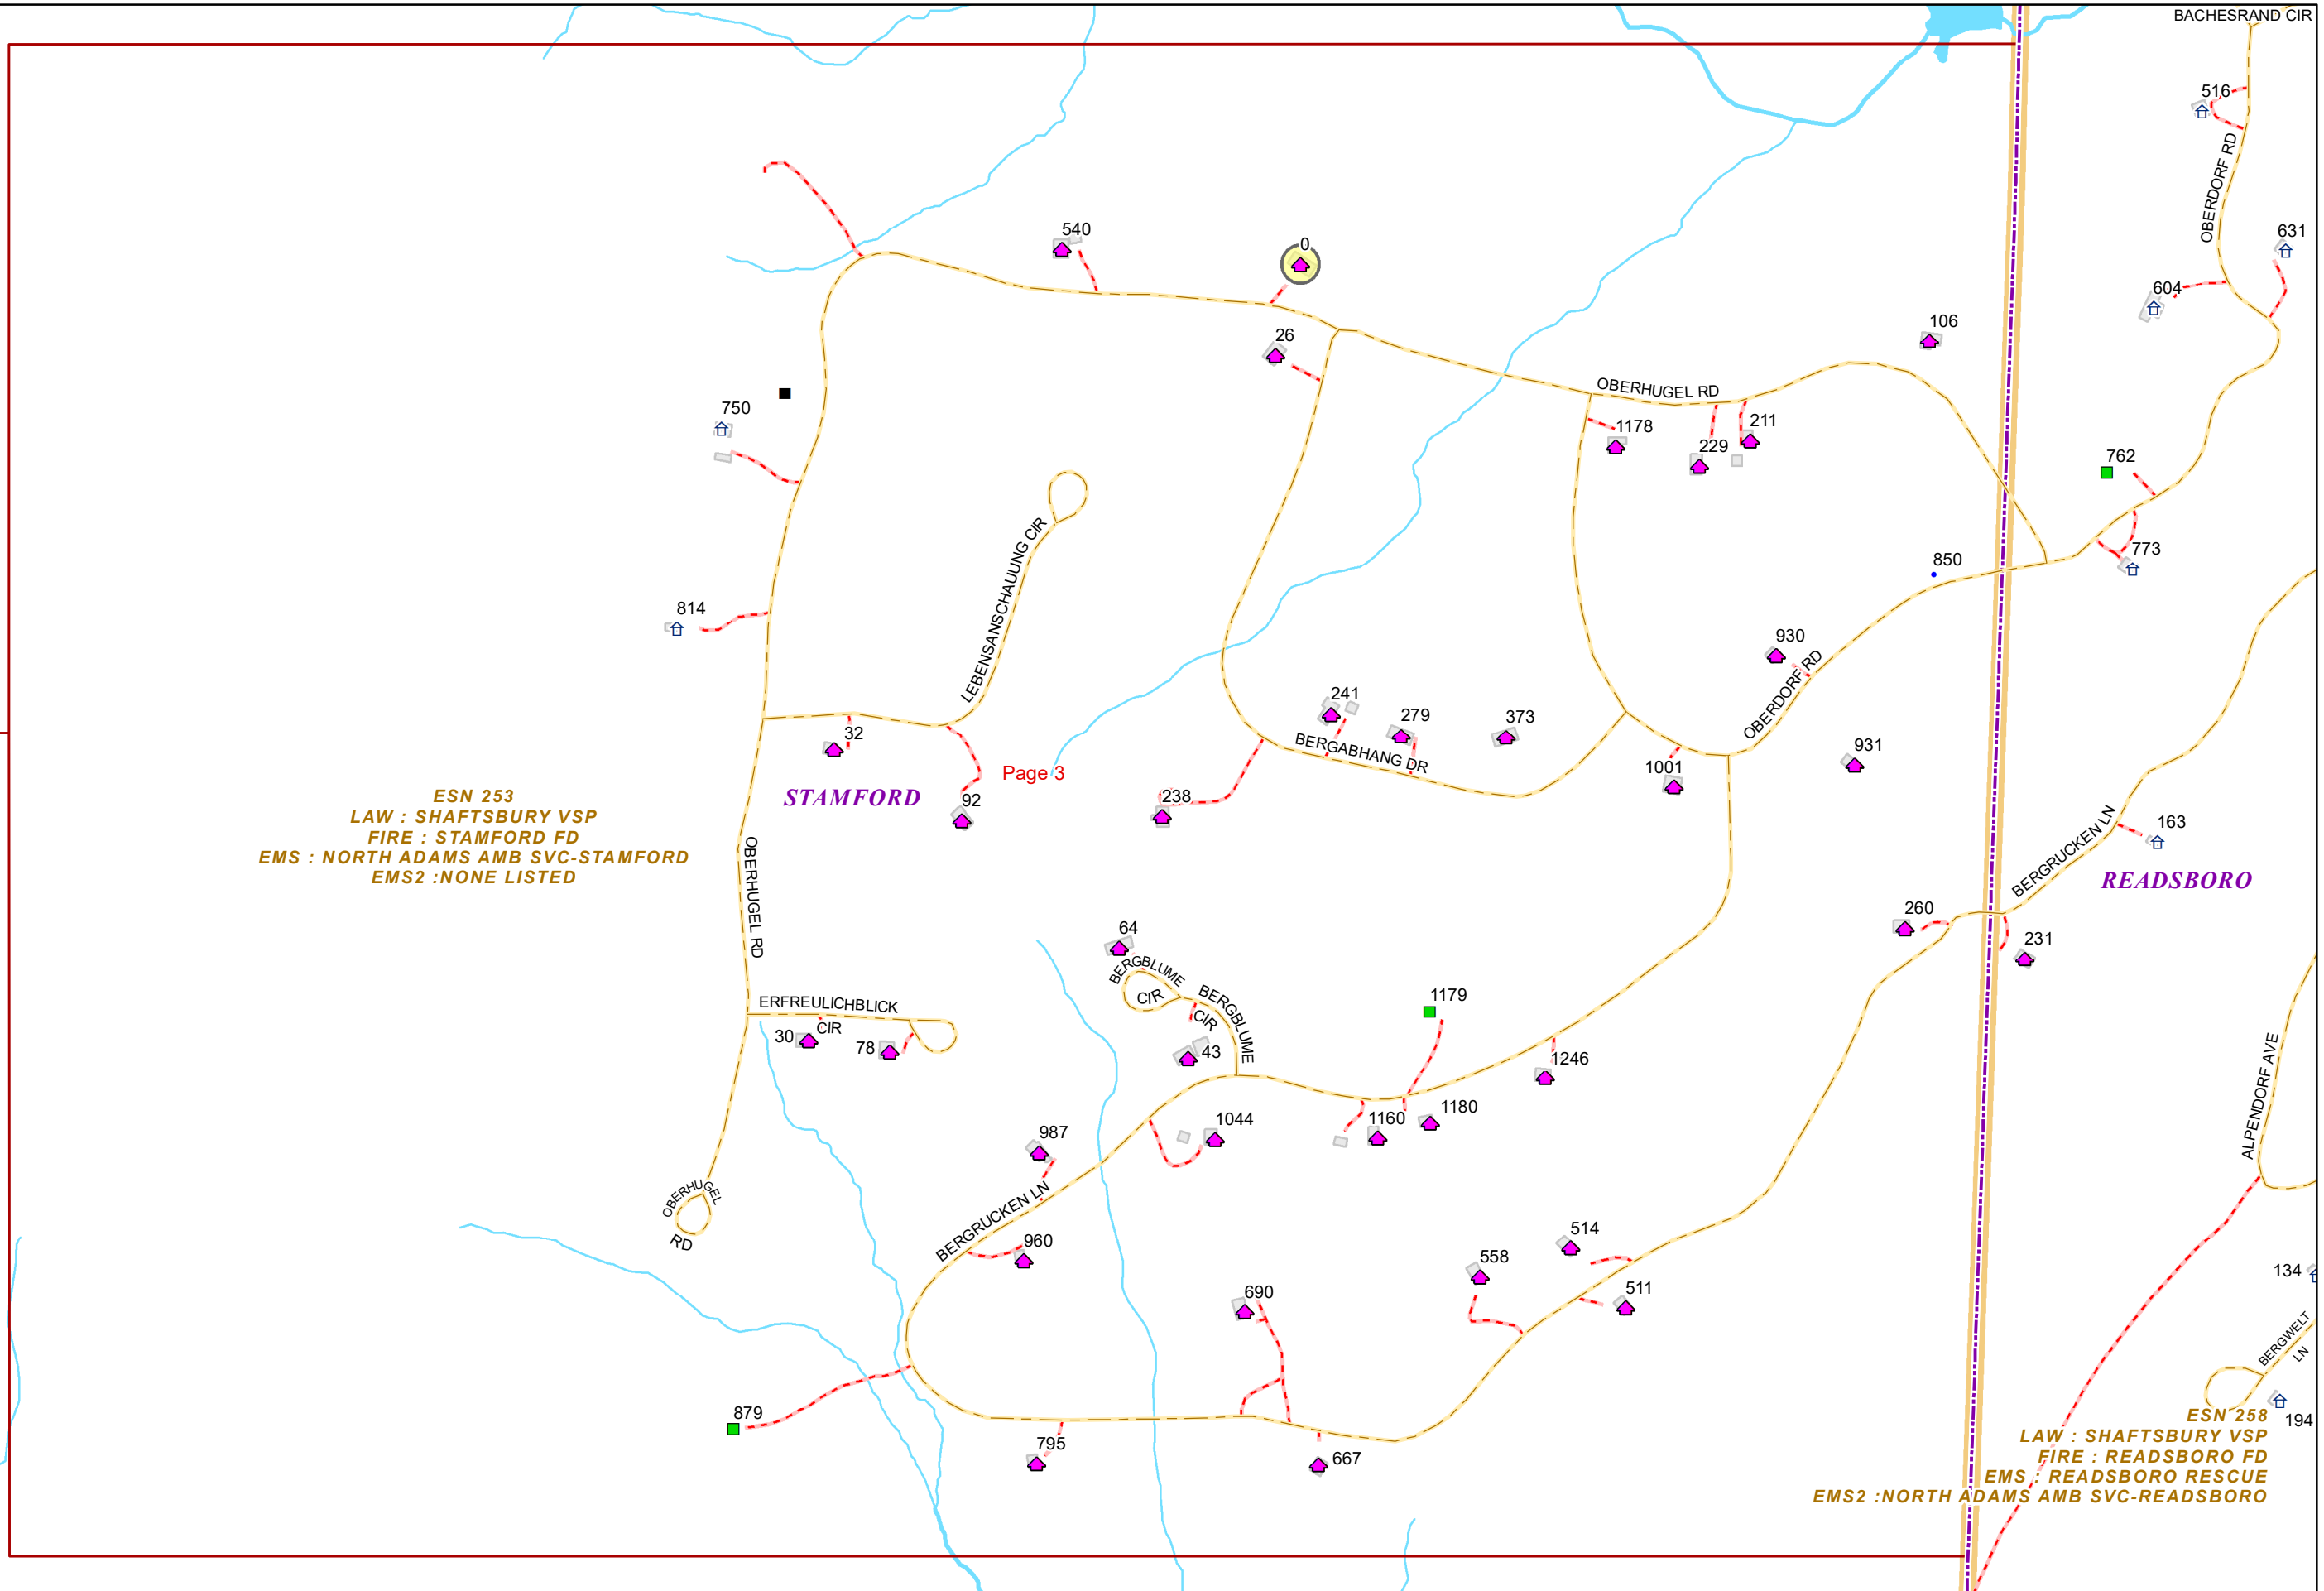 BACHESRAND CIR
516
OBERDORF RD
540
0
631
604
26
106
OBERHUGEL RD
750
1178
229
211
762
LEBENSANSCHAUUNG CIR
773
850
814
930
OBERDORF RD
241
279
373
32
BERGABHANG DR
931
1001
Page 3
STAMFORD
92
238
ESN 253
LAW : SHAFTSBURY VSP
FIRE : STAMFORD FD
EMS : NORTH ADAMS AMB SVC-STAMFORD
EMS2 :NONE LISTED
OBERHUGEL RD
163
BERGRUCKEN LN
READSBORO
260
231
64
BERGBLUME
CIR
BERGBLUME
CIR
1179
ERFREULICHBLICK
CIR
30
78
43
1246
ALPENDORF AVE
1160
1180
1044
987
OBERHUGEL
RD
BERGRUCKEN LN
960
514
558
511
690
134
BERGWELT
LN
879
194
795
667
ESN 258
LAW : SHAFTSBURY VSP
FIRE : READSBORO FD
EMS : READSBORO RESCUE
EMS2 :NORTH ADAMS AMB SVC-READSBORO